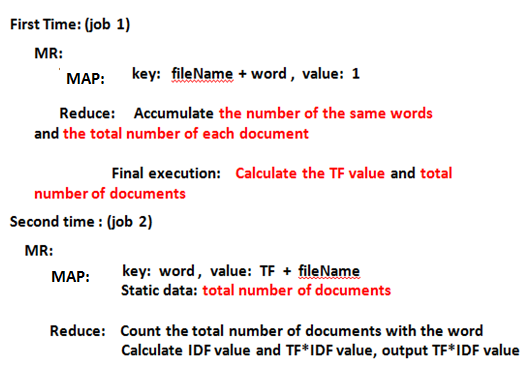 First Time: (job 1)
MR:
MAP: key: fileName + word , value: 1
Reduce: Accumulate the number of the same words
and the total number of each document
Final execution: Calculate the TF value and total
number of documents
Second time : (job 2)
MR:
MAP: key: word , value: TF + fileName
Static data: total number of documents
Reduce: Count the total number of documents with the word
Calculate IDF value and TF*IDF value, output TF*IDF value